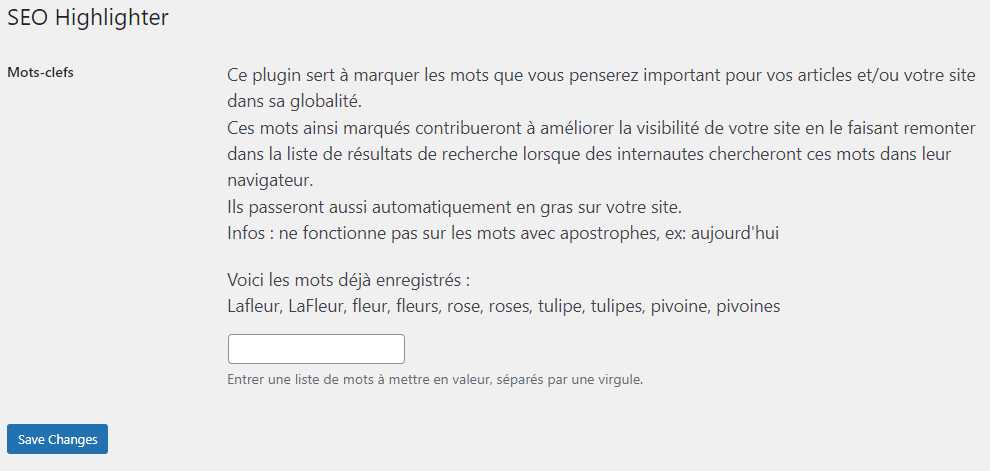 SEO Highlighter
Mots-clefs
Ce plugin sert à marquer les mots que vous penserez important pour vos articles et/ou votre site
dans sa globalité.
Ces mots ainsi marqués contribueront à améliorer la visibilité de votre site en le faisant remonter
dans la liste de résultats de recherche lorsque des internautes chercheront ces mots dans leur
navigateur.
Ils passeront aussi automatiquement en gras sur votre site.
Infos : ne fonctionne pas sur les mots avec apostrophes, ex: aujourd'hui
Voici les mots déjà enregistrés :
Lafleur, LaFleur, fleur, fleurs, rose, roses, tulipe, tulipes, pivoine, pivoines
Entrer une liste de mots à mettre en valeur, séparés par une virgule.
Save Changes